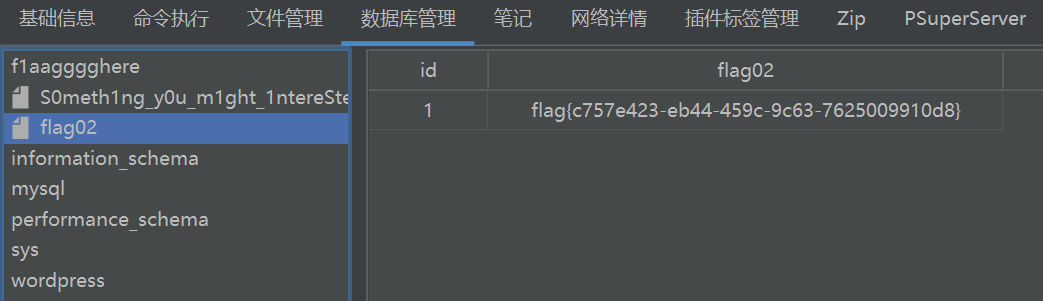 基础信息 命令执行 文件管理 数据库管理 笔记 网络详情 插件标签管理 Zip PSuperServer
f1aagggghere
S0meth1ng_y0u_m1ght_1ntereSte
flag02
information_schema
mysql
performance_schema
sys
wordpress
id flag02
1 flag{c757e423-eb44-459c-9c63-7625009910d8}